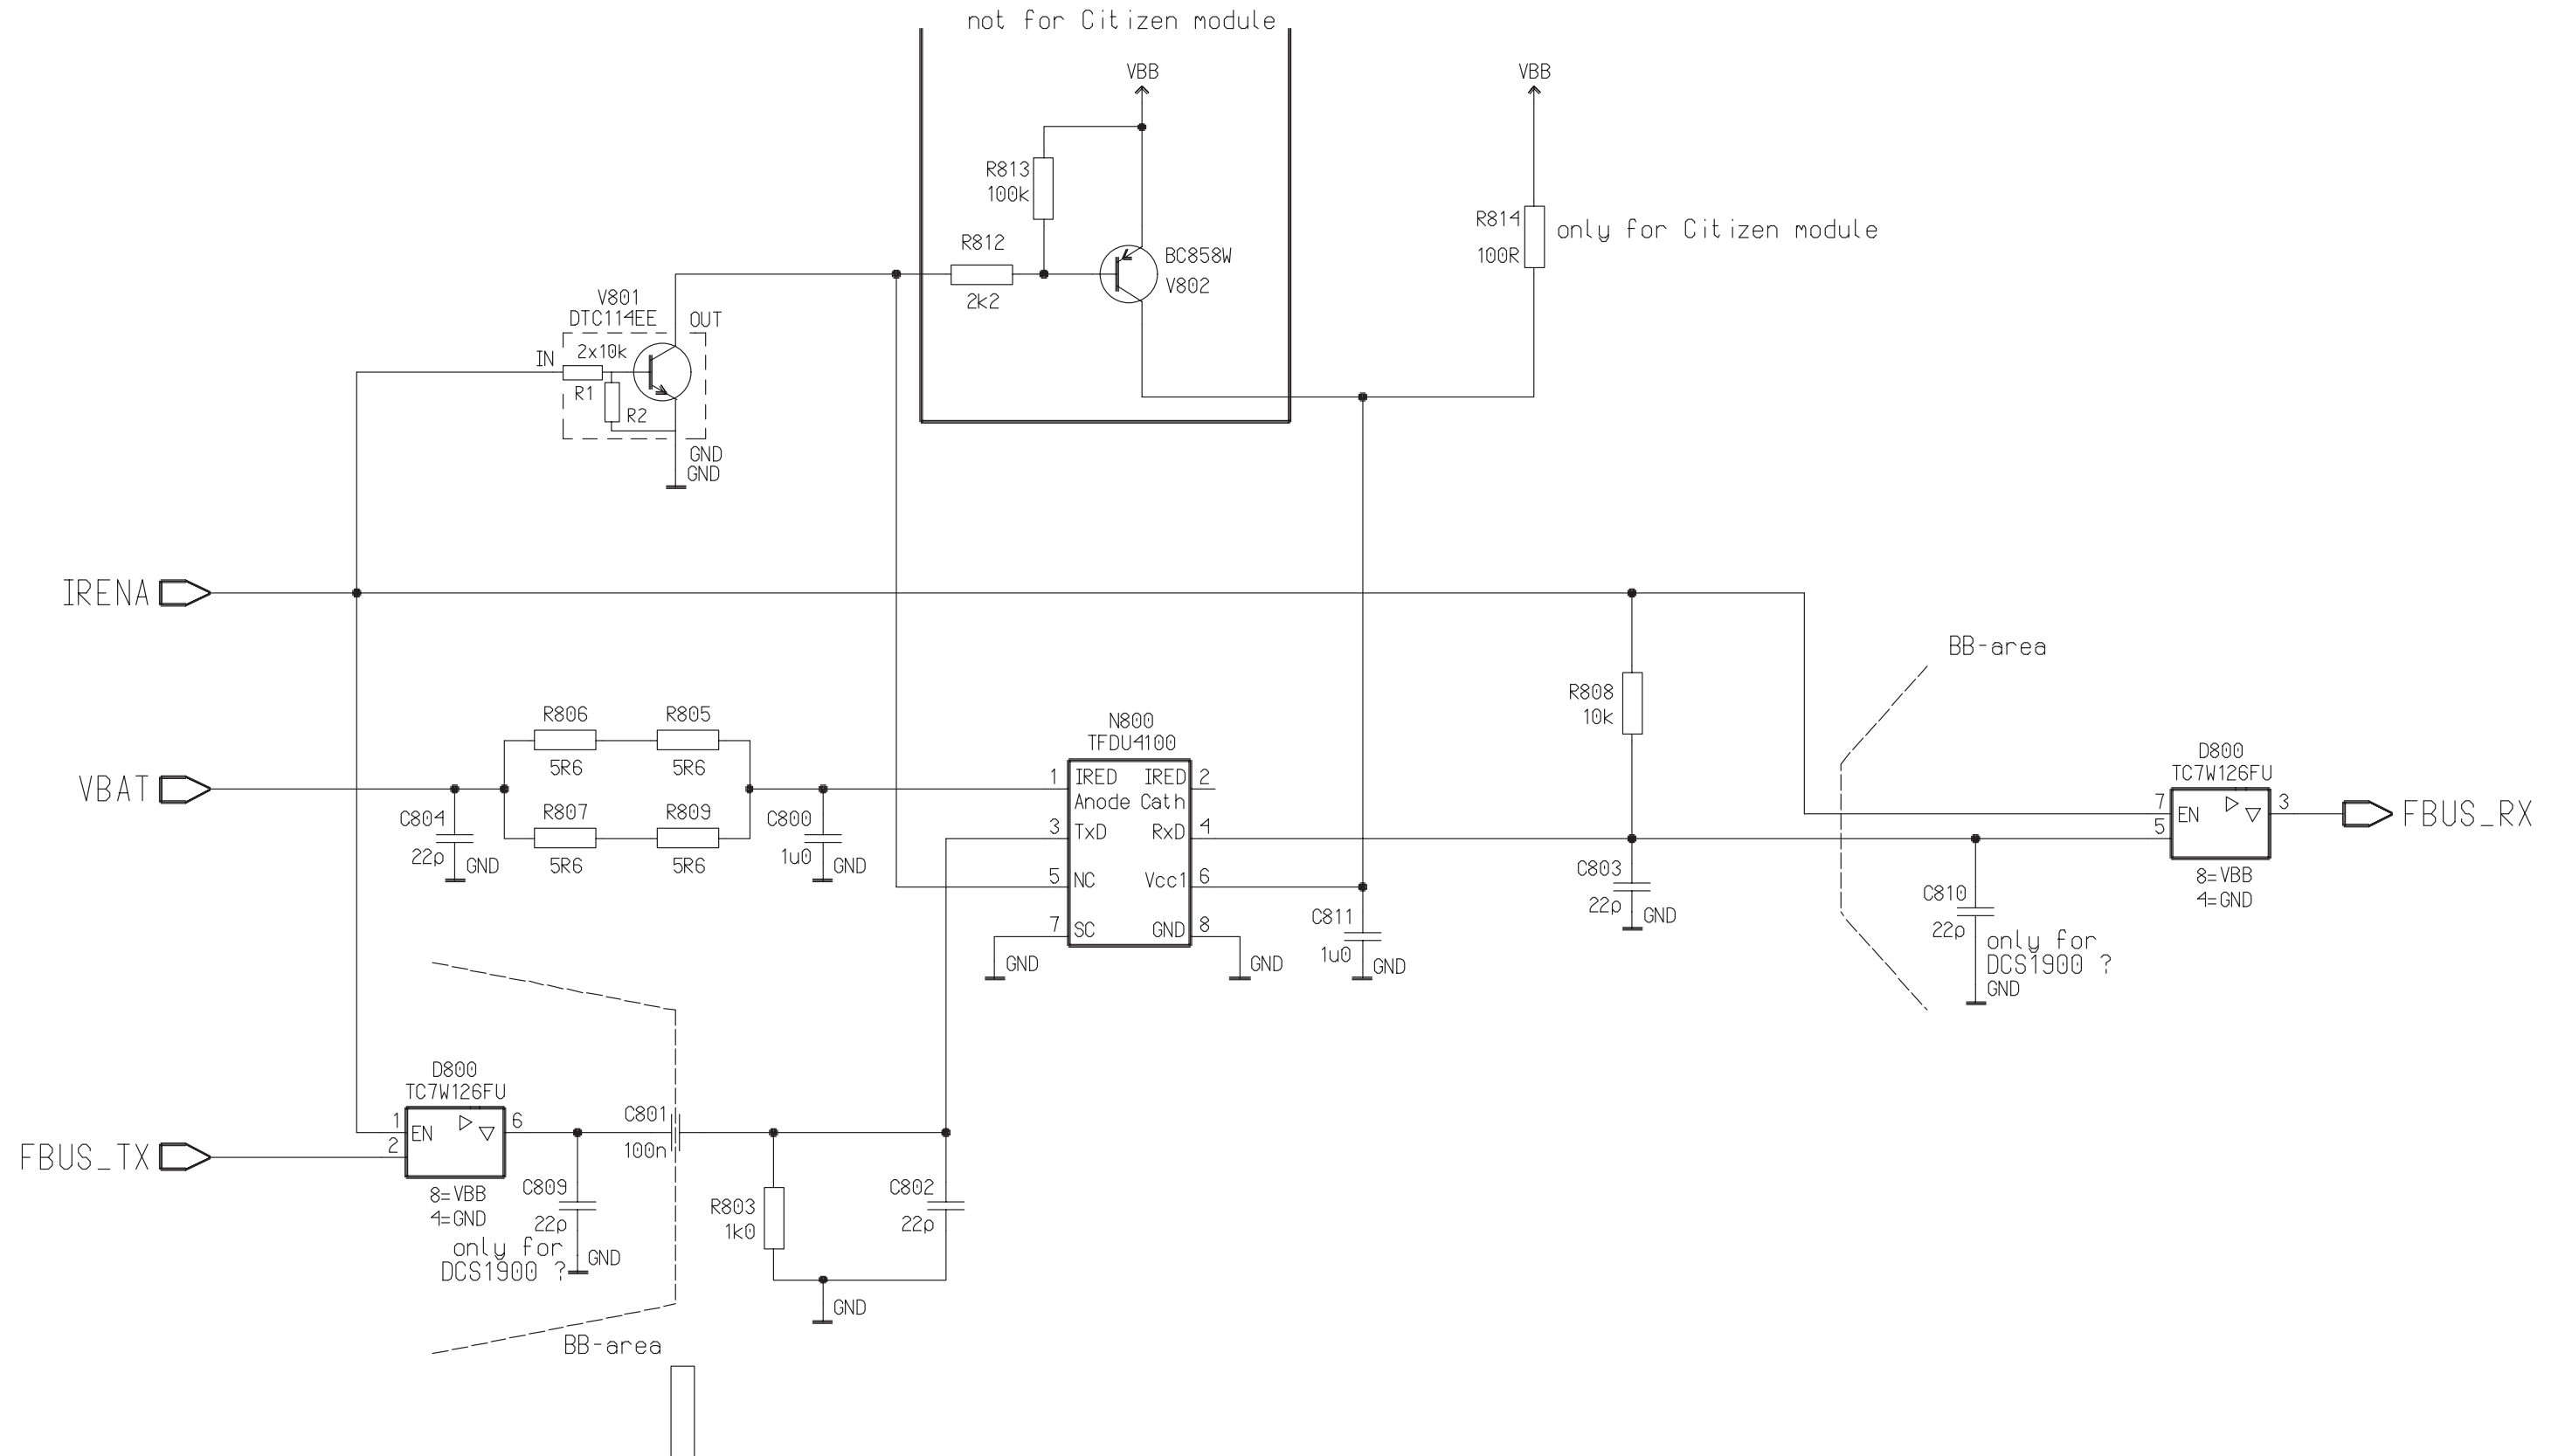 not for Citizen module
VBB
VBB
R813
100k
R814
100R
only for Citizen module
R812
2k2
BC858W
V802
V801
DTC114EE
OUT
IN
2x10k
R1
R2
GND
GND
IRENA
BB-area
R808
10k
R806
5R6
R805
5R6
N800
TFDU4100
D800
TC7W126FU
VBAT
1
IRED
Anode
IRED
Cath
2
7
EN
3
FBUS_RX
5
8=VBB
4=GND
C804
22p
GND
R807
5R6
R809
5R6
C800
1u0
GND
3
TxD
RxD
4
5
NC
Vcc1
6
7
SC
GND
8
GND
GND
C811
1u0
GND
C803
22p
GND
C810
22p
only for
DCS1900 ?
GND
D800
TC7W126FU
1
EN
6
2
FBUS_TX
8=VBB
4=GND
C809
22p
only for
DCS1900 ?
GND
C801
100n
R803
1k0
C802
22p
GND
BB-area